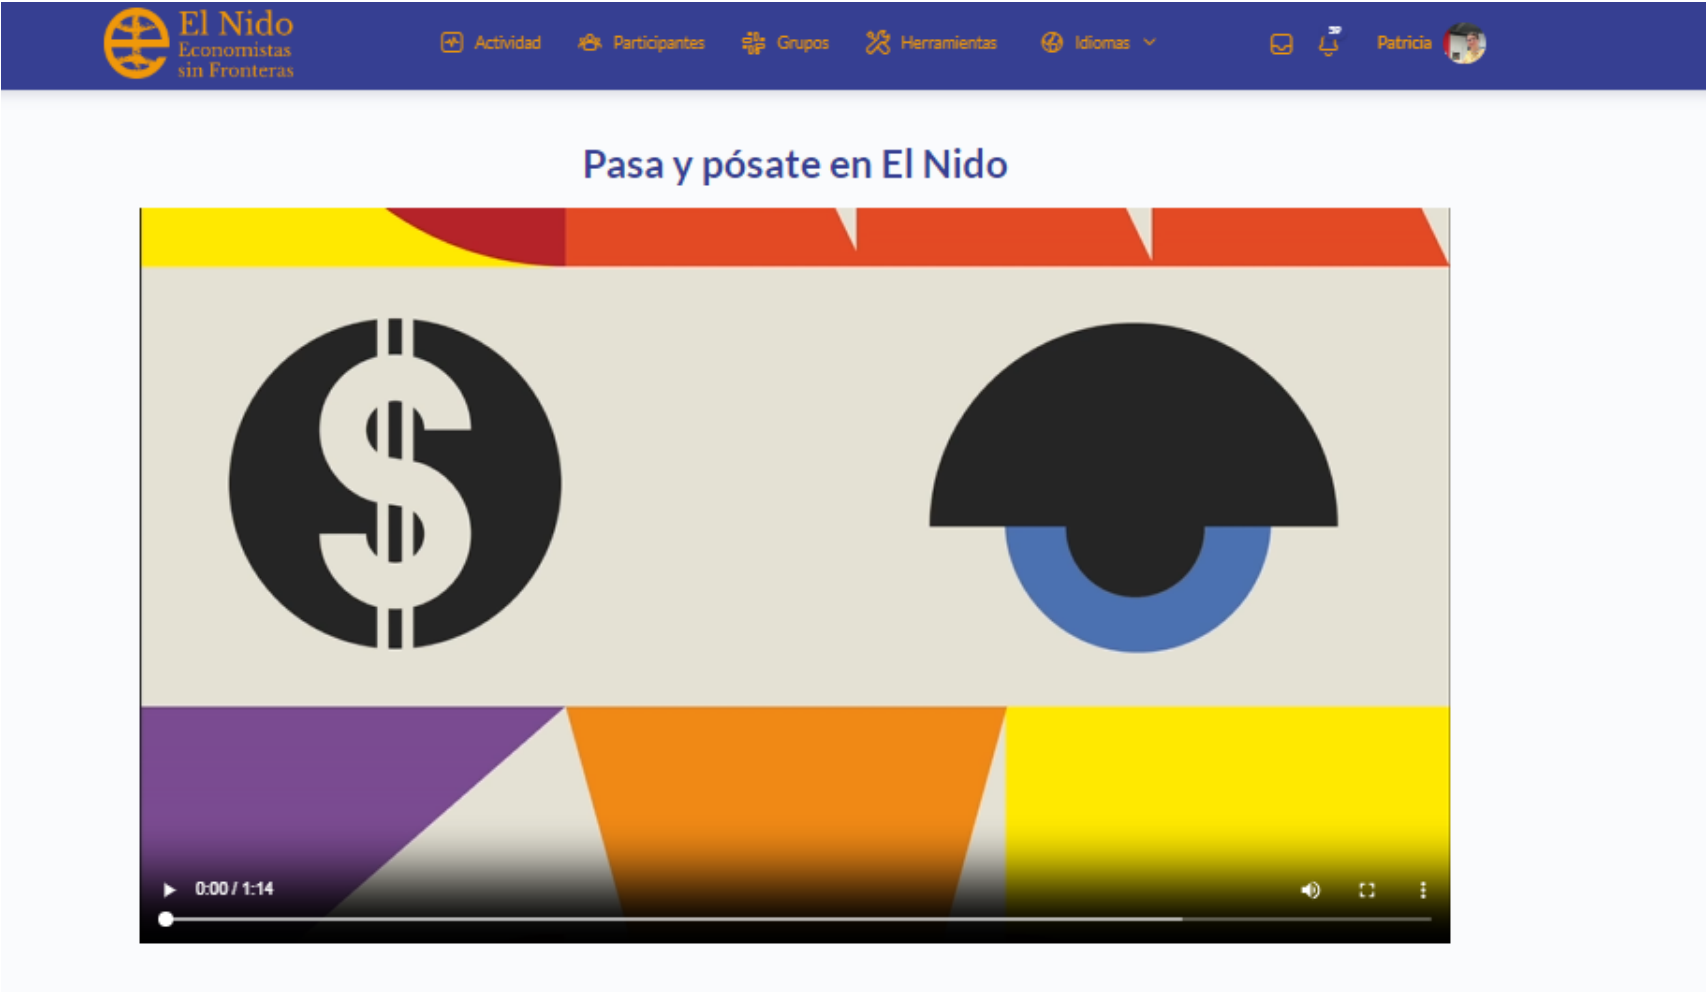 El Nido
Economistas
sin Fronteras
Actividad
Participantes
Grupos
Herramientas
Idiomas
Patricia
Pasa y pósate en El Nido
$
0:00 / 1:14